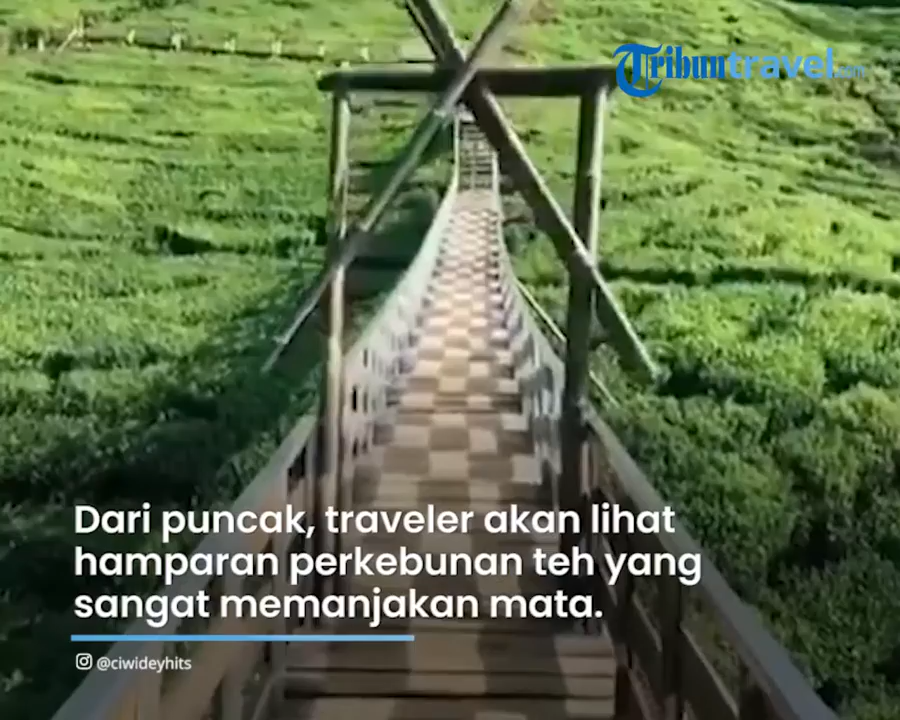 Tribuntravel.com
Dari puncak, traveler akan lihat
hamparan perkebunan teh yang
sangat memanjakan mata.
@ciwideyhits